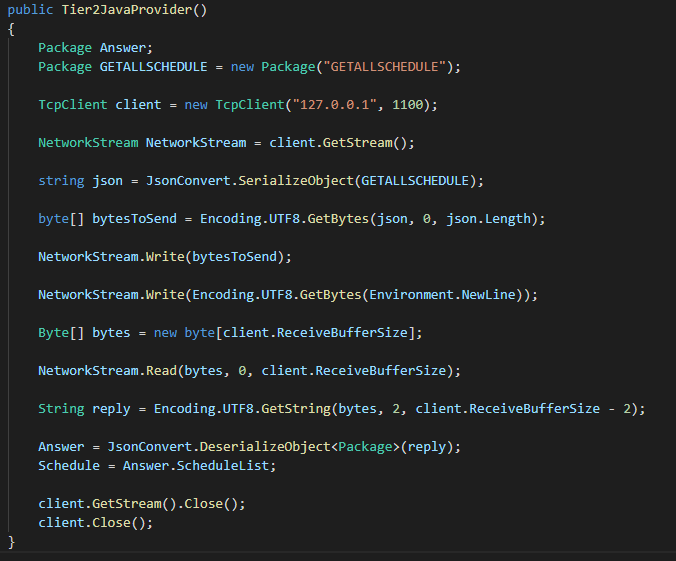 public Tier2JavaProvider()
{
Package Answer;
Package GETALLSCHEDULE = new Package("GETALLSCHEDULE");
TcpClient client = new TcpClient("127.0.0.1", 1100);
NetworkStream NetworkStream = client.GetStream();
string json = JsonConvert.SerializeObject(GETALLSCHEDULE);
byte[] bytesToSend = Encoding.UTF8.GetBytes(json, 0, json.Length);
NetworkStream.Write(bytesToSend);
NetworkStream.Write(Encoding.UTF8.GetBytes(Environment.NewLine));
Byte[] bytes = new byte[client.ReceiveBufferSize];
NetworkStream.Read(bytes, 0, client.ReceiveBufferSize);
String reply = Encoding.UTF8.GetString(bytes, 2, client.ReceiveBufferSize - 2);
Answer = JsonConvert.DeserializeObject<Package>(reply);
Schedule = Answer.ScheduleList;
client.GetStream().Close();
client.Close();
}